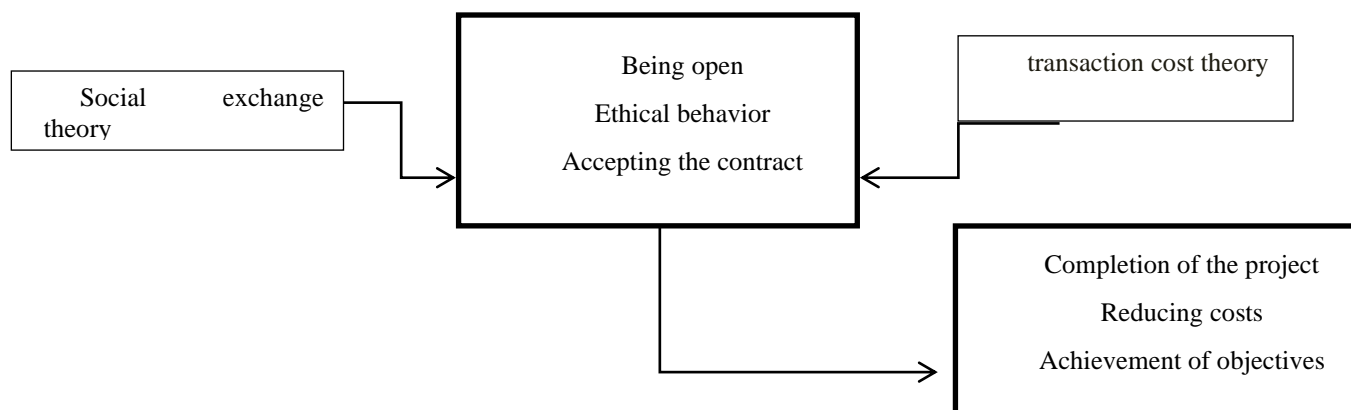 Social exchange
theory
Being open
Ethical behavior
Accepting the contract
transaction cost theory
Completion of the project
Reducing costs
Achievement of objectives